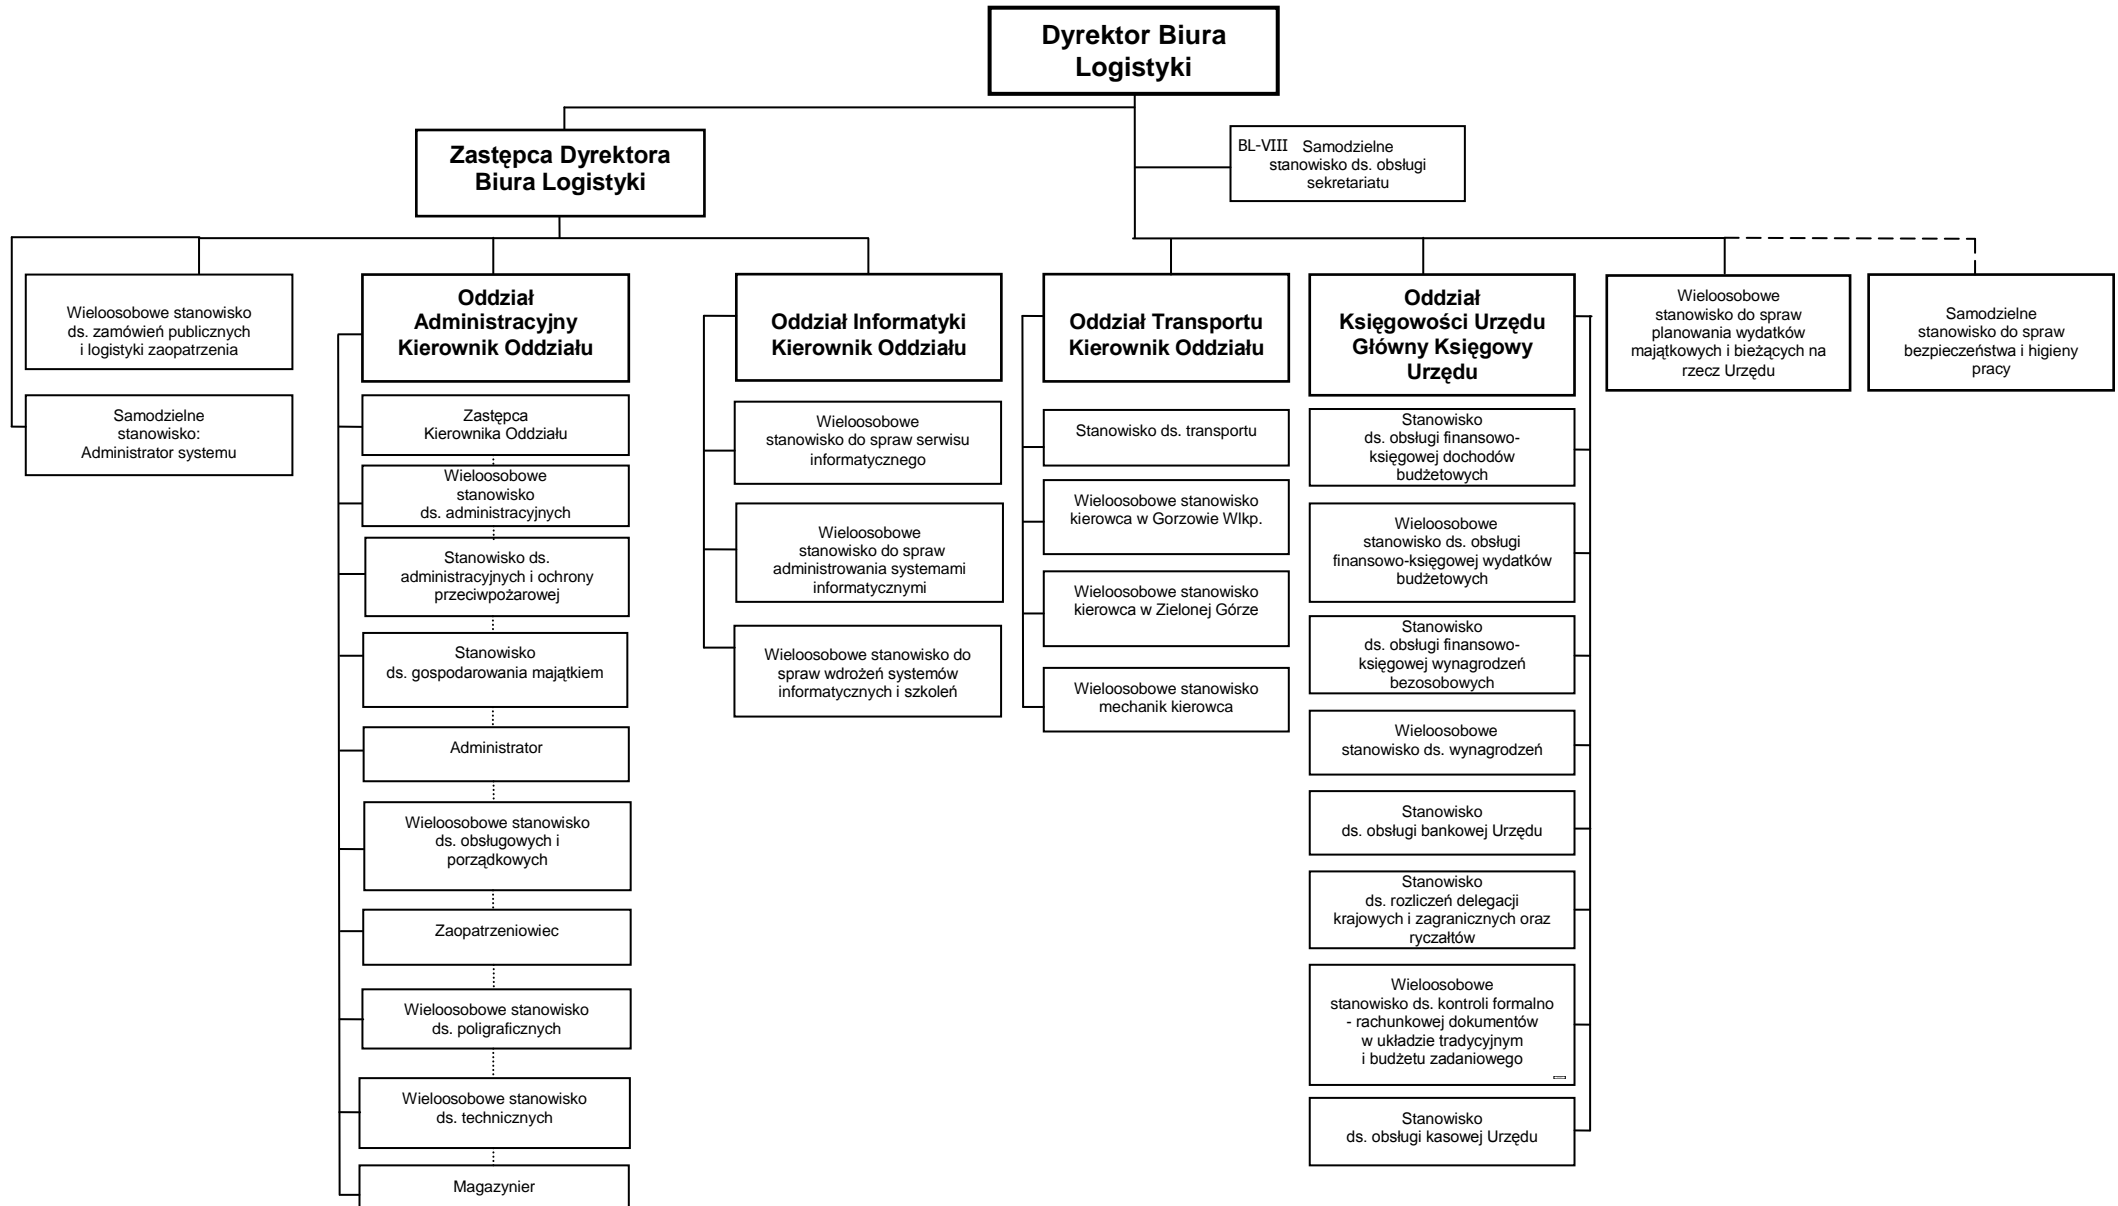 Dyrektor Biura
Logistyki
Zastępca Dyrektora
Biura Logistyki
BL-VIII Samodzielne
stanowisko ds. obsługi
sekretariatu
Wieloosobowe stanowisko
ds. zamówień publicznych
i logistyki zaopatrzenia
Samodzielne
stanowisko:
Administrator systemu
Oddział
Administracyjny
Kierownik Oddziału
Zastępca
Kierownika Oddziału
Wieloosobowe
stanowisko
ds. administracyjnych
Stanowisko ds.
administracyjnych i ochrony
przeciwpożarowej
Stanowisko
ds. gospodarowania majątkiem
Administrator
Wieloosobowe stanowisko
ds. obsługowych i
porządkowych
Zaopatrzeniowiec
Wieloosobowe stanowisko
ds. poligraficznych
Wieloosobowe stanowisko
ds. technicznych
Magazynier
Oddział Informatyki
Kierownik Oddziału
Wieloosobowe
stanowisko do spraw serwisu
informatycznego
Wieloosobowe
stanowisko do spraw
administrowania systemami
informatycznymi
Wieloosobowe stanowisko do
spraw wdrożeń systemów
informatycznych i szkoleń
Oddział Transportu
Kierownik Oddziału
Stanowisko ds. transportu
Wieloosobowe stanowisko
kierowca w Gorzowie Wlkp.
Wieloosobowe stanowisko
kierowca w Zielonej Górze
Wieloosobowe stanowisko
mechanik kierowca
Oddział
Księgowości Urzędu
Główny Księgowy
Urzędu
Stanowisko
ds. obsługi finansowo-
księgowej dochodów
budżetowych
Wieloosobowe
stanowisko ds. obsługi
finansowo-księgowej wydatków
budżetowych
Stanowisko
ds. obsługi finansowo-
księgowej wynagrodzeń
bezosobowych
Wieloosobowe
stanowisko ds. wynagrodzeń
Stanowisko
ds. obsługi bankowej Urzędu
Stanowisko
ds. rozliczeń delegacji
krajowych i zagranicznych oraz
ryczałtów
Wieloosobowe
stanowisko ds. kontroli formalno
- rachunkowej dokumentów
w układzie tradycyjnym
i budżetu zadaniowego
Stanowisko
ds. obsługi kasowej Urzędu
Wieloosobowe
stanowisko do spraw
planowania wydatków
majątkowych i bieżących na
rzecz Urzędu
Samodzielne
stanowisko do spraw
bezpieczeństwa i higieny
pracy